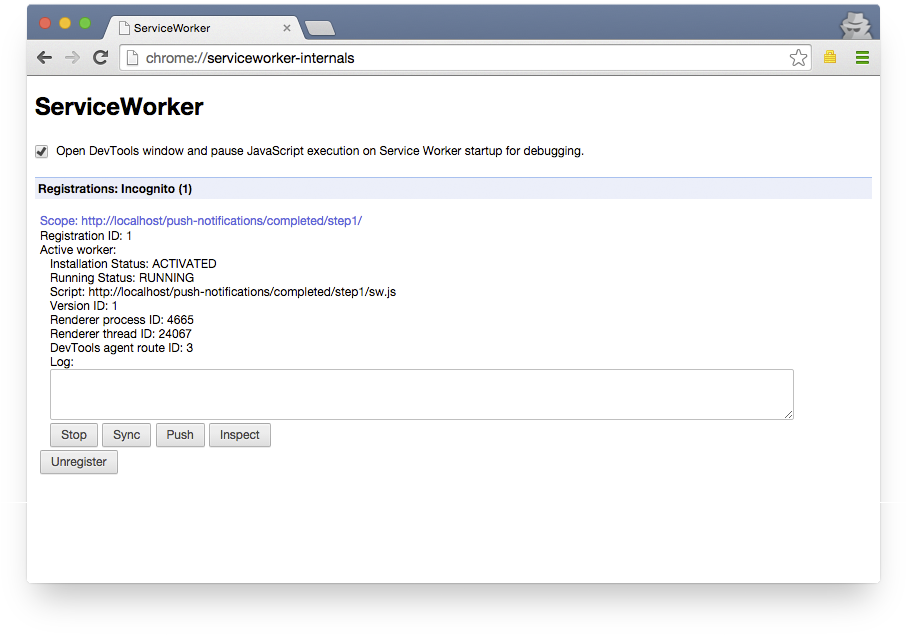 ServiceWorker
chrome://serviceworker-internals
ServiceWorker
Open DevTools window and pause JavaScript execution on Service Worker startup for debugging.
Registrations: Incognito (1)
Scope: http://localhost/push-notifications/completed/step1/
Registration ID: 1
Active worker:
Installation Status: ACTIVATED
Running Status: RUNNING
Script: http://localhost/push-notifications/completed/step1/sw.js
Version ID: 1
Renderer process ID: 4665
Renderer thread ID: 24067
DevTools agent route ID: 3
Log:
Stop Sync Push Inspect
Unregister